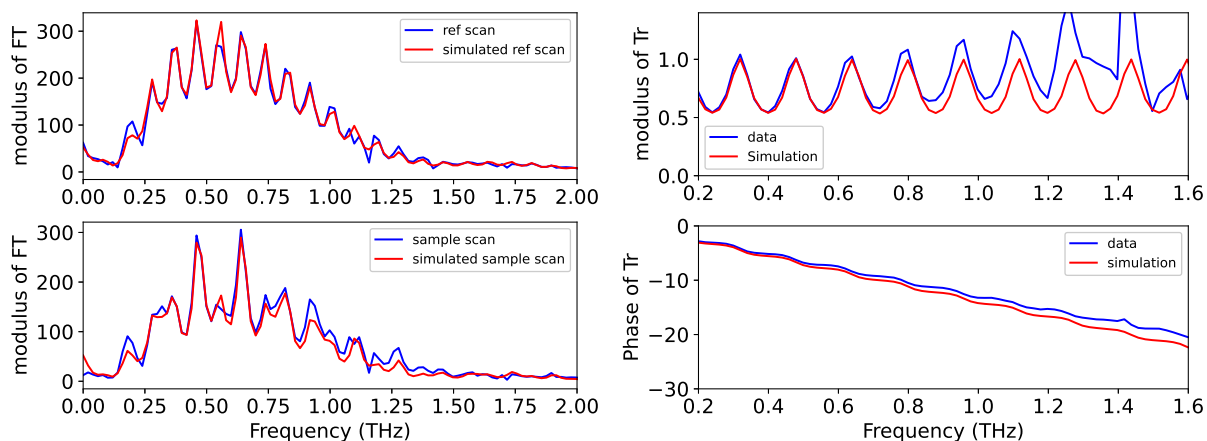 modulus of FT
300
200
100
0
ref scan
simulated ref scan
0.00 0.25 0.50 0.75 1.00 1.25 1.50 1.75 2.00
modulus of Tr
1.0
0.5
0.0
data
Simulation
0.2 0.4 0.6 0.8 1.0 1.2 1.4 1.6
modulus of FT
300
200
100
0
sample scan
simulated sample scan
0.00 0.25 0.50 0.75 1.00 1.25 1.50 1.75 2.00
Frequency (THz)
Phase of Tr
0
−10
−20
−30
data
simulation
0.2 0.4 0.6 0.8 1.0 1.2 1.4 1.6
Frequency (THz)